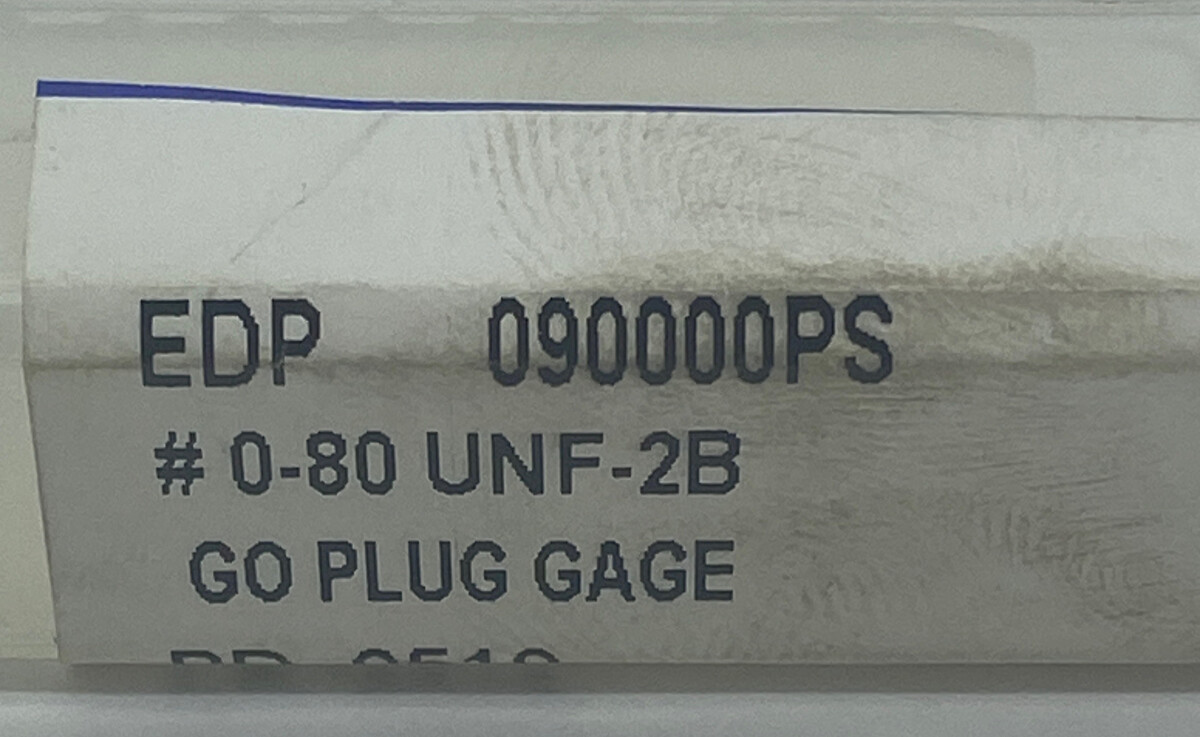 EDP 090000PS
# 0-80 UNF-2B
GO PLUG GAGE